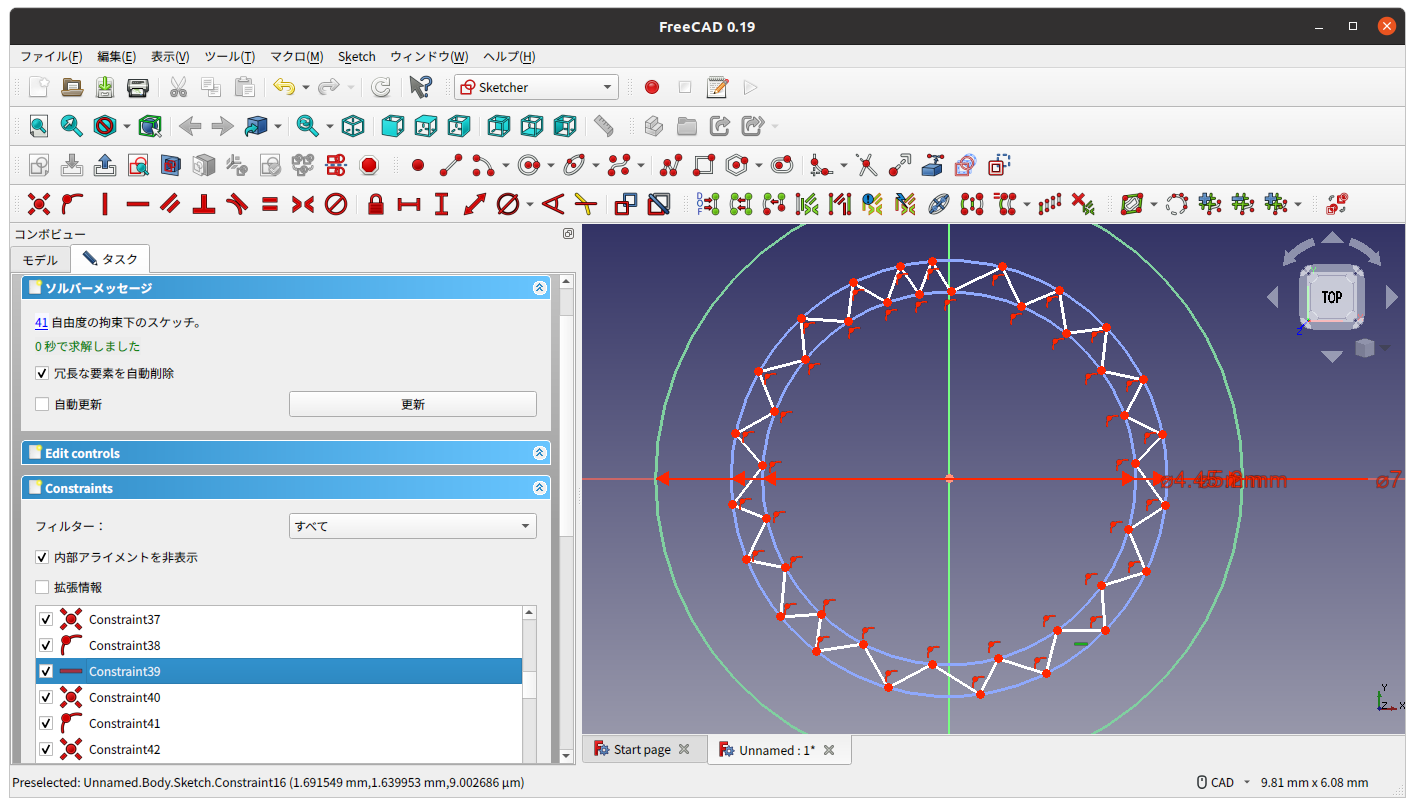 FreeCAD 0.19
ファイル(F) 編集(E) 表示(V) ツール(T) マクロ(M) Sketch ウィンドウ(W) ヘルプ(H)
Sketcher
コンボビュー
モデル タスク
ソルバーメッセージ
41 自由度の拘束下のスケッチ。
0 秒で求解しました
冗長な要素を自動削除
自動更新 更新
Edit controls
Constraints
フィルター： すべて
内部アライメントを非表示
拡張情報
Constraint37
Constraint38
Constraint39
Constraint40
Constraint41
Constraint42
TOP
Z
⌀7
Y
Z X
Start page Unnamed : 1*
Preselected: Unnamed.Body.Sketch.Constraint16 (1.691549 mm,1.639953 mm,9.002686 μm) CAD 9.81 mm x 6.08 mm